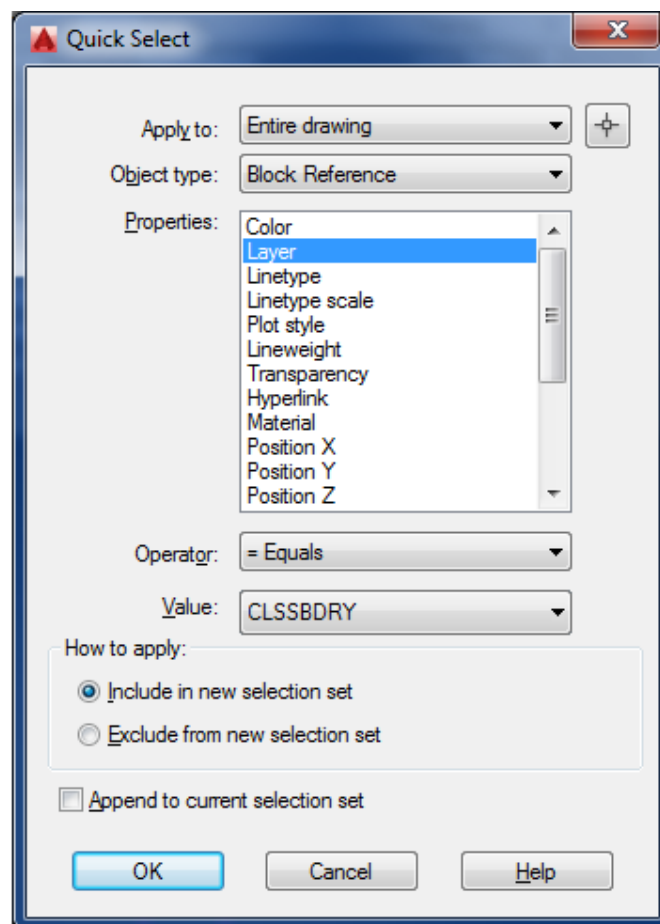 Quick Select
Apply to: Entire drawing
Object type: Block Reference
Properties: Color
Layer
Linetype
Linetype scale
Plot style
Lineweight
Transparency
Hyperlink
Material
Position X
Position Y
Position Z
Operator: = Equals
Value: CLSSBDRY
How to apply:
Include in new selection set
Exclude from new selection set
Append to current selection set
OK Cancel Help